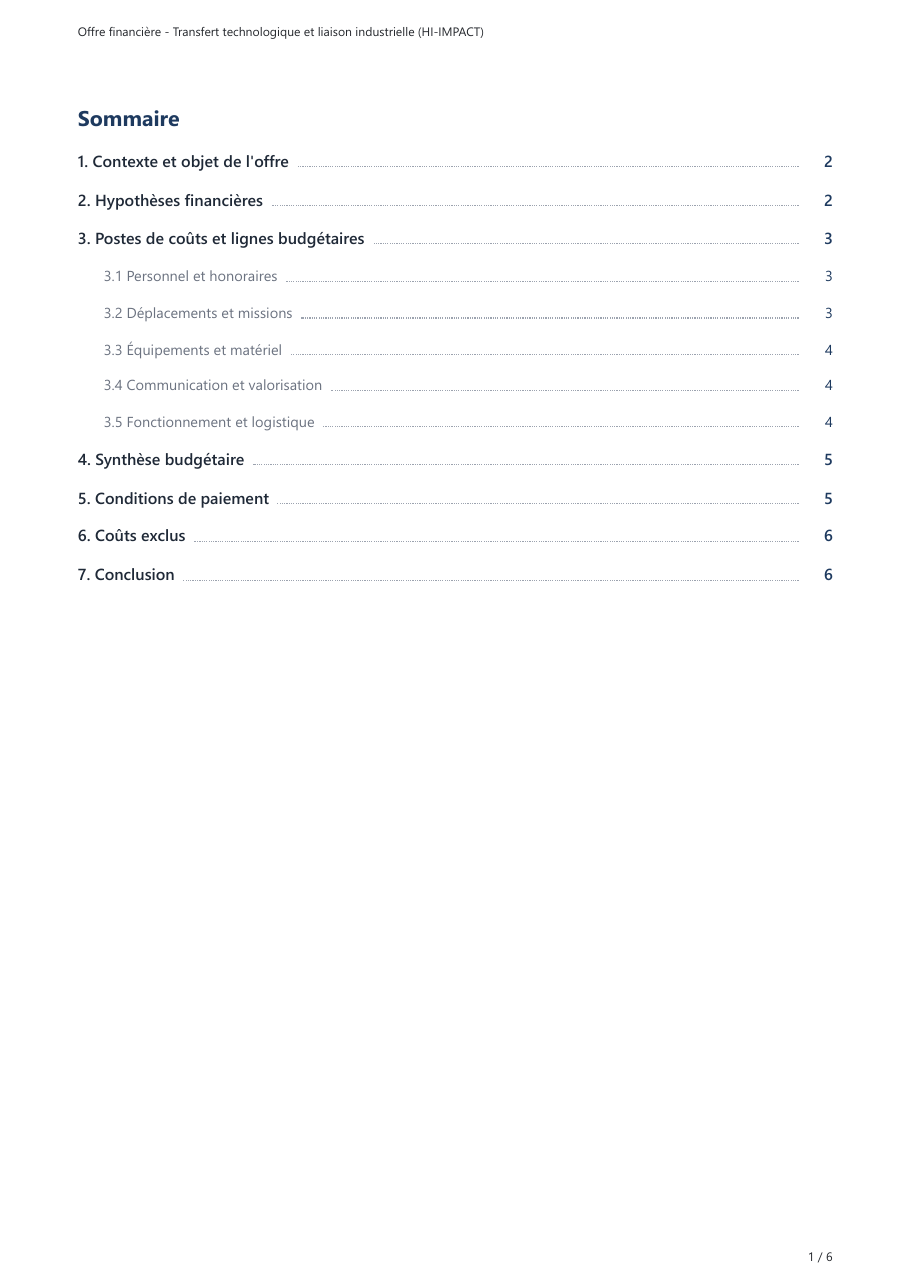 Offre financière - Transfert technologique et liaison industrielle (HI-IMPACT)
Sommaire
1. Contexte et objet de l'offre 2
2. Hypothèses financières 2
3. Postes de coûts et lignes budgétaires 3
3.1 Personnel et honoraires 3
3.2 Déplacements et missions 3
3.3 Équipements et matériel 4
3.4 Communication et valorisation 4
3.5 Fonctionnement et logistique 4
4. Synthèse budgétaire 5
5. Conditions de paiement 5
6. Coûts exclus 6
7. Conclusion 6
1 / 6